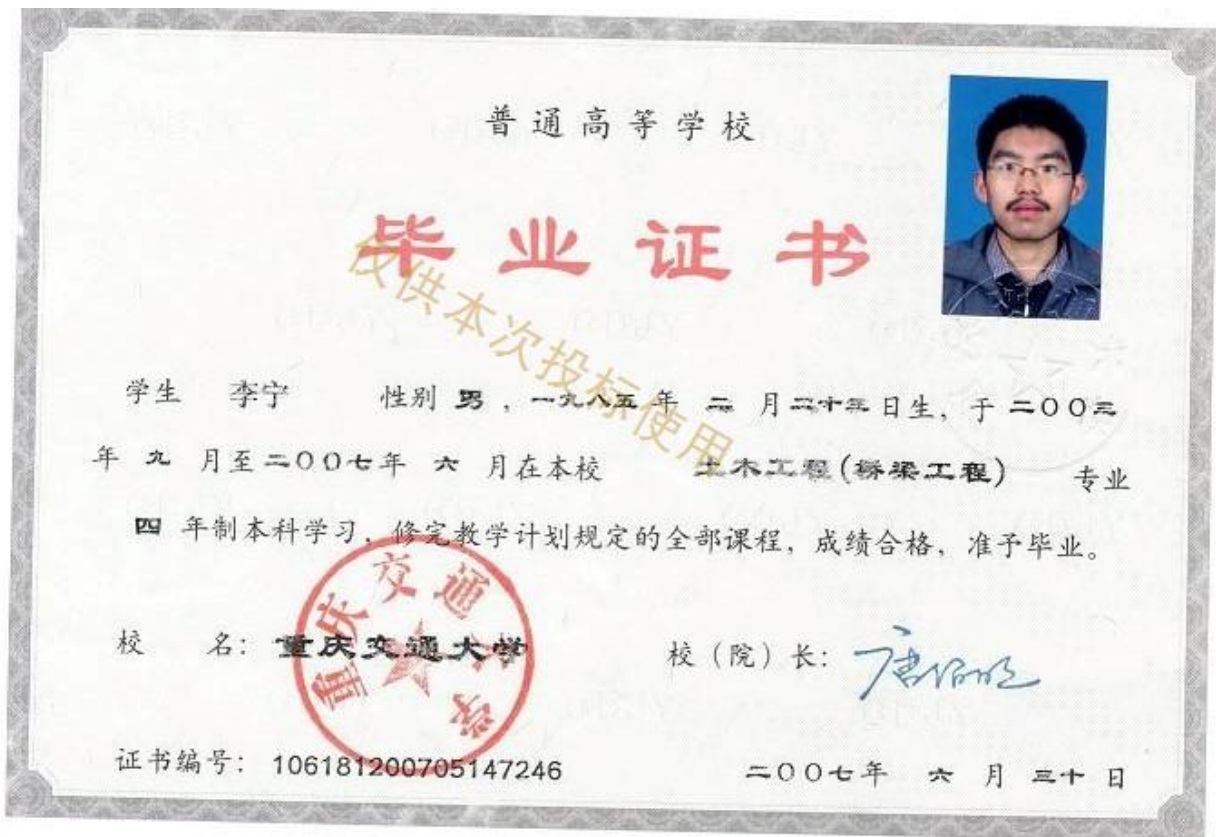 普通高等学校
毕业证书
仅供本次投标使用
学生 李宁 性别 男，一九八五年 二 月二十三日生，于 二〇〇三
年 九 月至二〇〇七年 六 月在本校 土木工程(桥梁工程) 专业
四 年制本科学习，修完教学计划规定的全部课程，成绩合格，准予毕业。
校 名：重庆交通大学
重庆交通大学
校（院）长：
证书编号：106181200705147246
二〇〇七年 六 月 三十 日